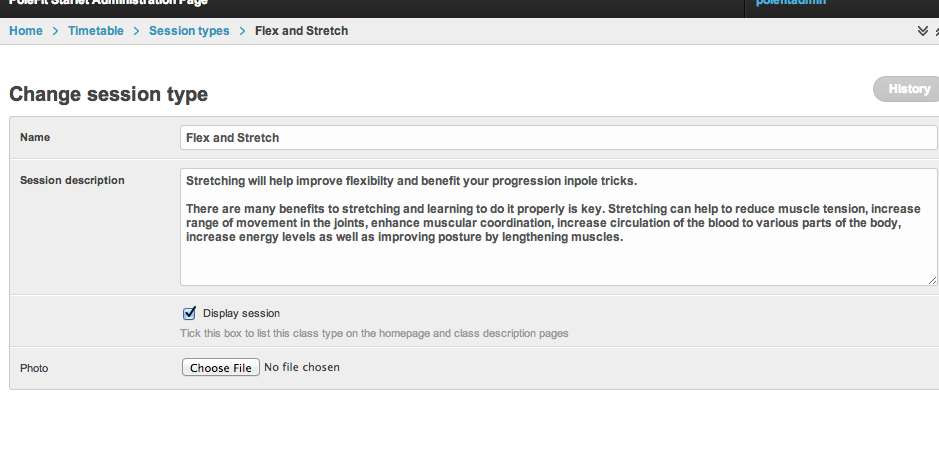 PoleFit Starlet Administration Page polefitadmin
Home > Timetable > Session types > Flex and Stretch
Change session type
History
Name Flex and Stretch
Session description Stretching will help improve flexibilty and benefit your progression inpole tricks.
There are many benefits to stretching and learning to do it properly is key. Stretching can help to reduce muscle tension, increase
range of movement in the joints, enhance muscular coordination, increase circulation of the blood to various parts of the body,
increase energy levels as well as improving posture by lengthening muscles.
Display session
Tick this box to list this class type on the homepage and class description pages
Photo Choose File No file chosen